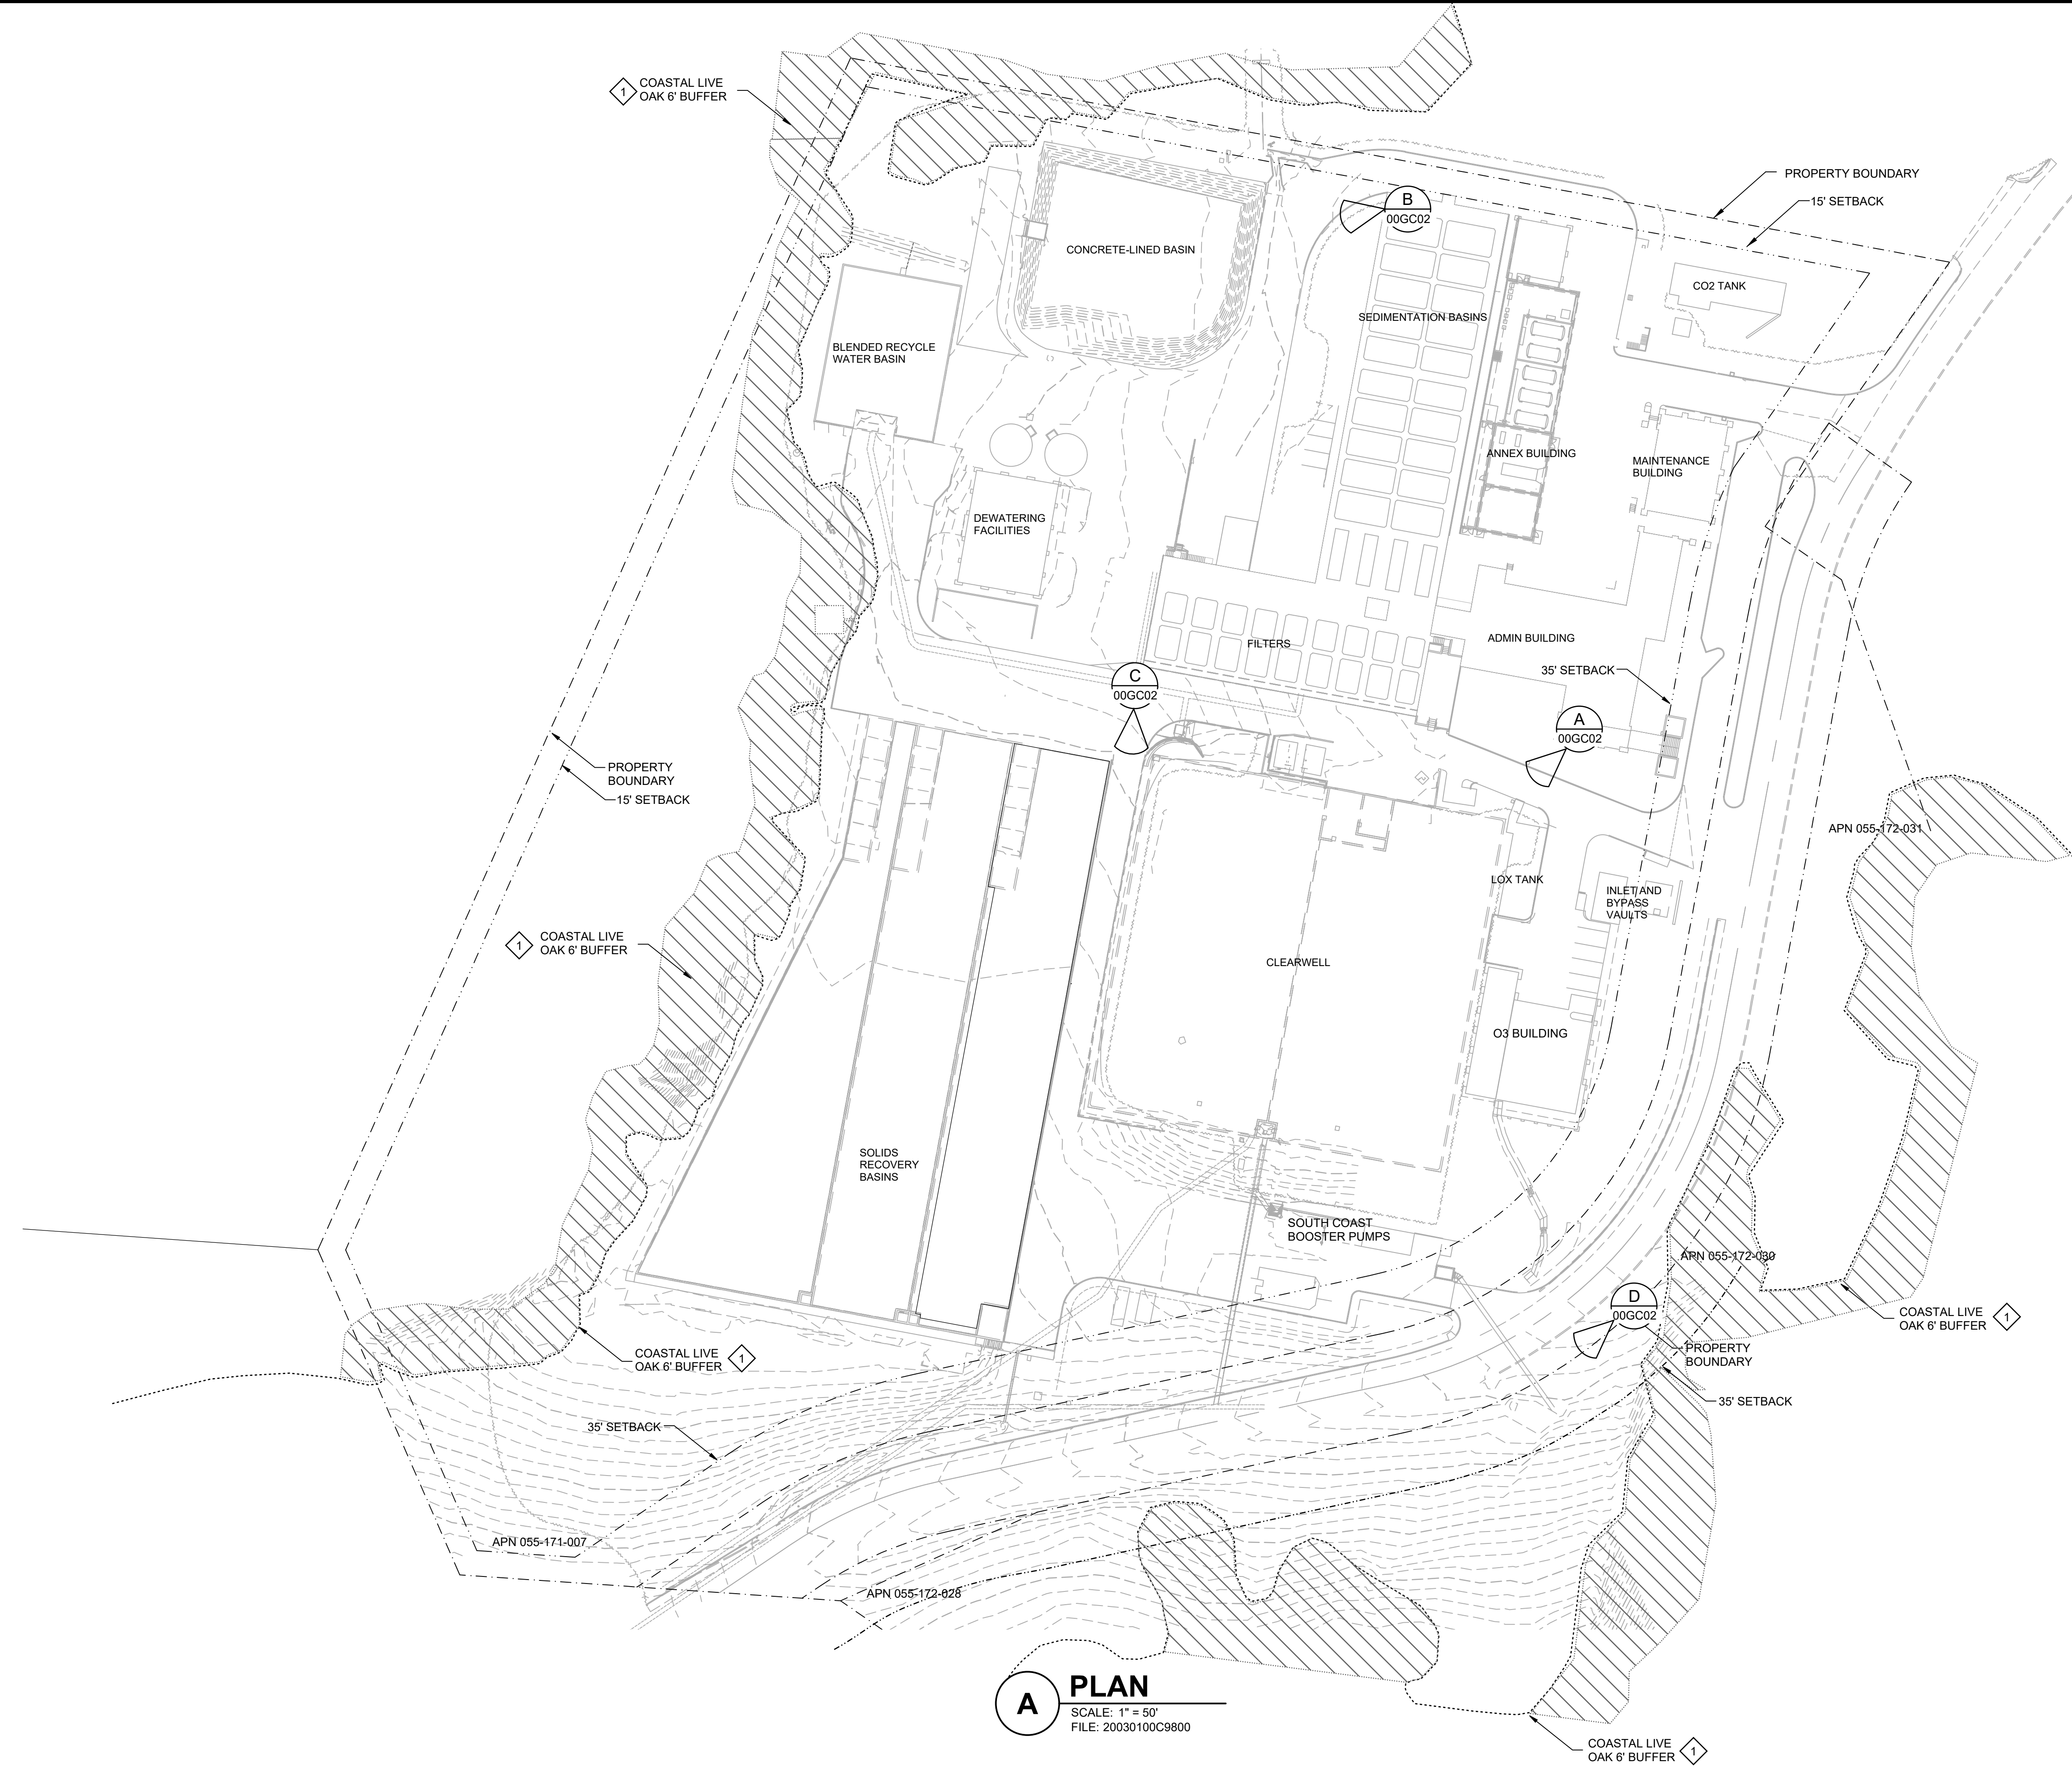 1
COASTAL LIVE
OAK 6' BUFFER
PROPERTY BOUNDARY
15' SETBACK
B
00GC02
CONCRETE-LINED BASIN
CO2 TANK
SEDIMENTATION BASINS
BLENDED RECYCLE
WATER BASIN
ANNEX BUILDING
MAINTENANCE
BUILDING
DEWATERING
FACILITIES
ADMIN BUILDING
FILTERS
35' SETBACK
C
00GC02
A
00GC02
PROPERTY
BOUNDARY
15' SETBACK
APN 055-172-031
LOX TANK
INLET AND
BYPASS
VAULTS
1
COASTAL LIVE
OAK 6' BUFFER
CLEARWELL
O3 BUILDING
SOLIDS
RECOVERY
BASINS
SOUTH COAST
BOOSTER PUMPS
APN 055-172-030
D
00GC02
COASTAL LIVE
OAK 6' BUFFER
1
PROPERTY
BOUNDARY
COASTAL LIVE
OAK 6' BUFFER
1
35' SETBACK
35' SETBACK
APN 055-171-007
APN 055-172-028
A
PLAN
SCALE: 1" = 50'
FILE: 20030100C9800
COASTAL LIVE
OAK 6' BUFFER
1